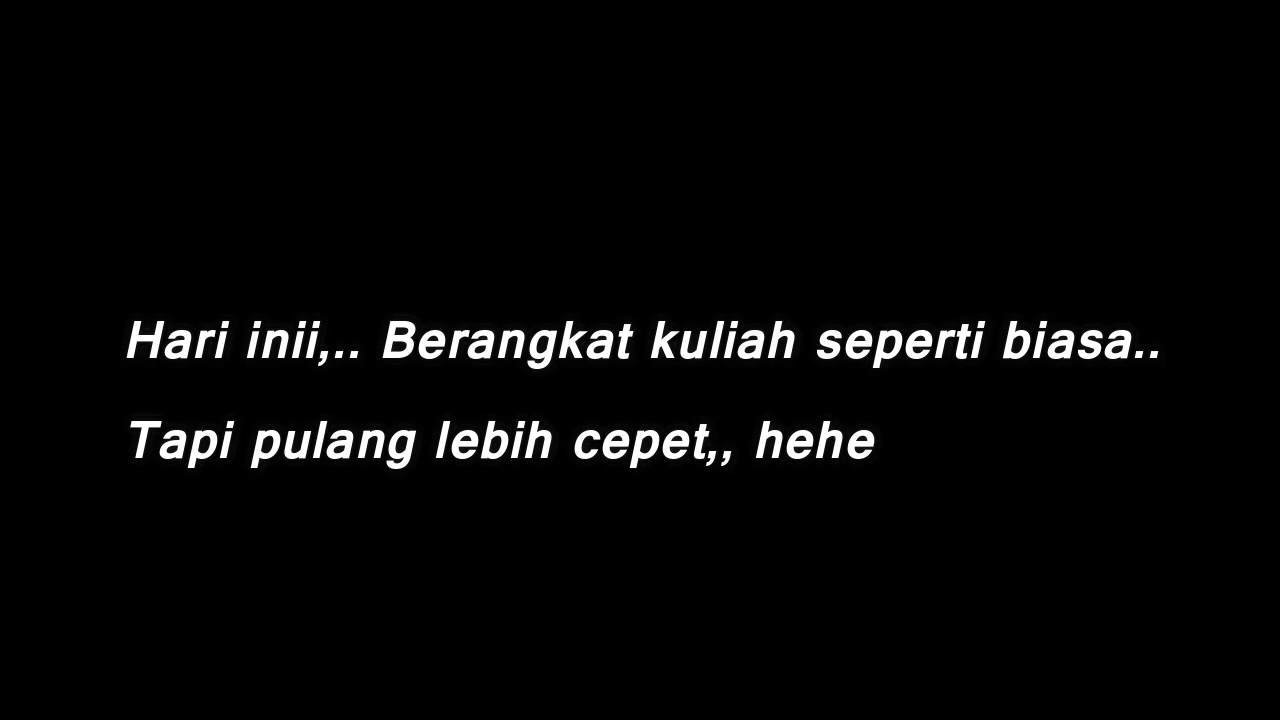 Hari inii,.. Berangkat kuliah seperti biasa..
Tapi pulang lebih cepet,, hehe